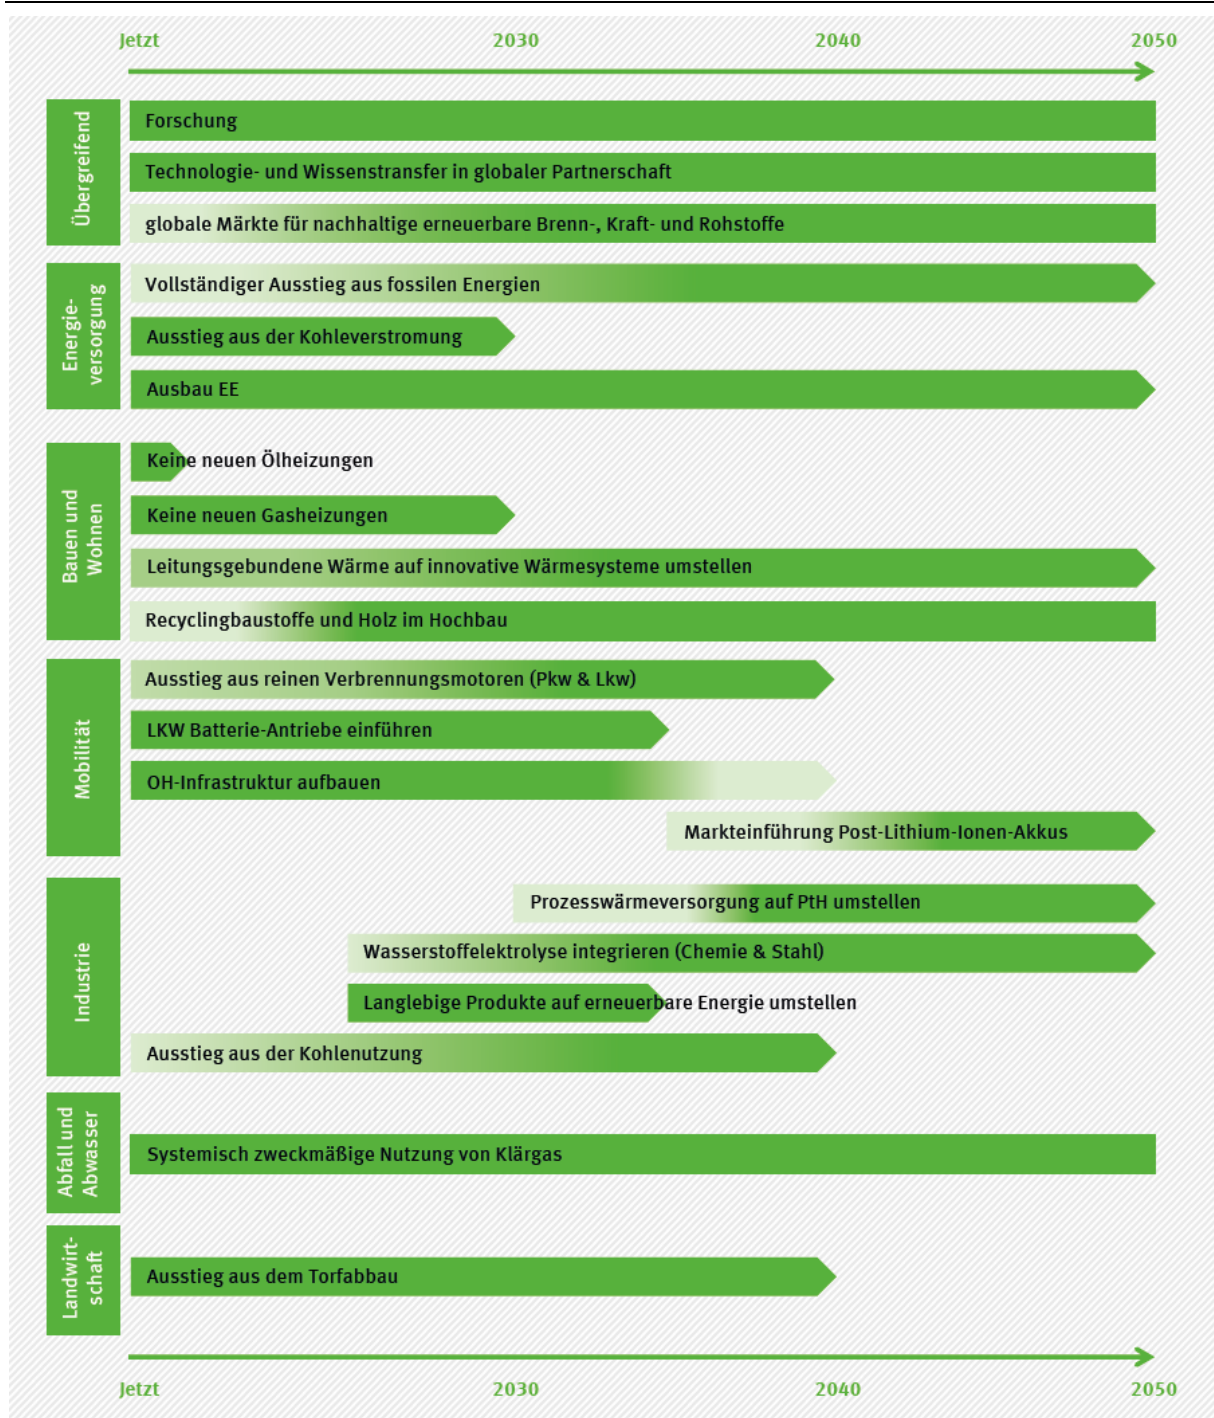 Jetzt 2030 2040 2050
Übergreifend
Forschung
Technologie- und Wissenstransfer in globaler Partnerschaft
globale Märkte für nachhaltige erneuerbare Brenn-, Kraft- und Rohstoffe
Energie-
versorgung
Vollständiger Ausstieg aus fossilen Energien
Ausstieg aus der Kohleverstromung
Ausbau EE
Bauen und
Wohnen
Keine neuen Ölheizungen
Keine neuen Gasheizungen
Leitungsgebundene Wärme auf innovative Wärmesysteme umstellen
Recyclingbaustoffe und Holz im Hochbau
Mobilität
Ausstieg aus reinen Verbrennungsmotoren (Pkw & Lkw)
LKW Batterie-Antriebe einführen
OH-Infrastruktur aufbauen
Markteinführung Post-Lithium-Ionen-Akkus
Industrie
Prozesswärmeversorgung auf PtH umstellen
Wasserstoffelektrolyse integrieren (Chemie & Stahl)
Langlebige Produkte auf erneuerbare Energie umstellen
Ausstieg aus der Kohlenutzung
Abfall und
Abwasser
Systemisch zweckmäßige Nutzung von Klärgas
Landwirt-
schaft
Ausstieg aus dem Torfabbau
Jetzt 2030 2040 2050